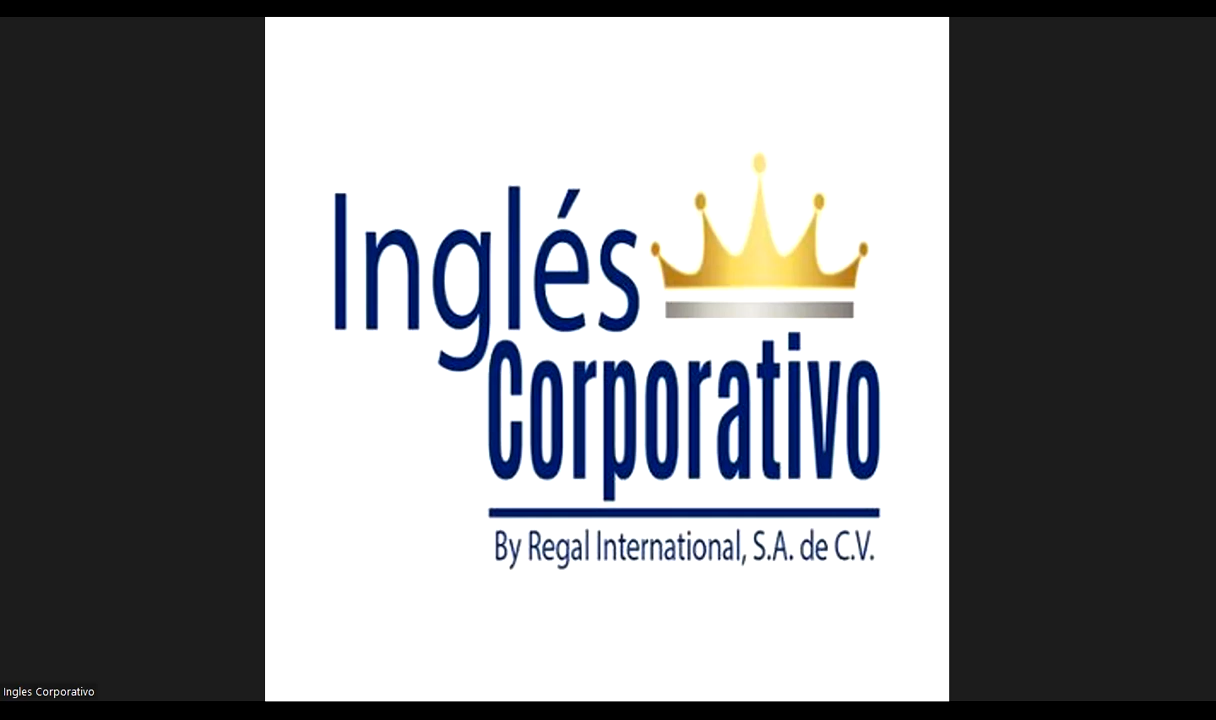 Inglés
Corporativo
By Regal International, S.A. de C.V.
Ingles Corporativo